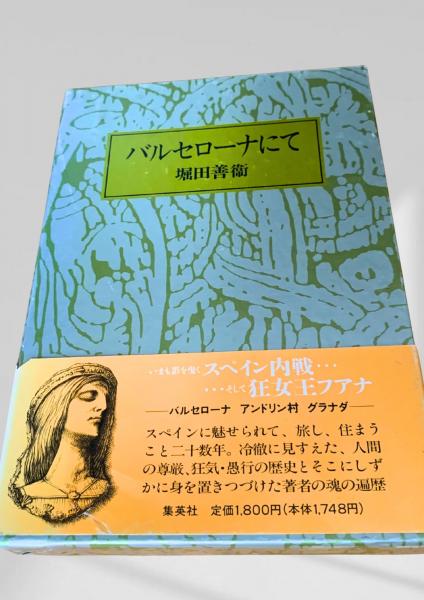 バルセローナにて
堀田善衞
･･いまも影を曳くスペイン内戦･･･
･･･そして狂女王フアナ
──バルセローナ アンドリン村 グラナダ──
スペインに魅せられて、旅し、住まう
こと二十数年。冷徹に見すえた、人間
の尊厳、狂気・愚行の歴史とそこにしず
かに身を置きつづけた著者の魂の遍歴
集英社 定価1,800円(本体1,748円)